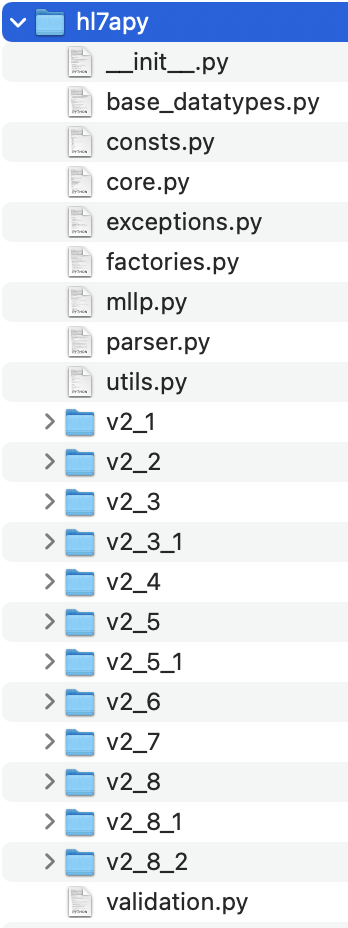 hl7apy
__init__.py
base_datatypes.py
consts.py
core.py
exceptions.py
factories.py
mllp.py
parser.py
utils.py
v2_1
v2_2
v2_3
v2_3_1
v2_4
v2_5
v2_5_1
v2_6
v2_7
v2_8
v2_8_1
v2_8_2
validation.py